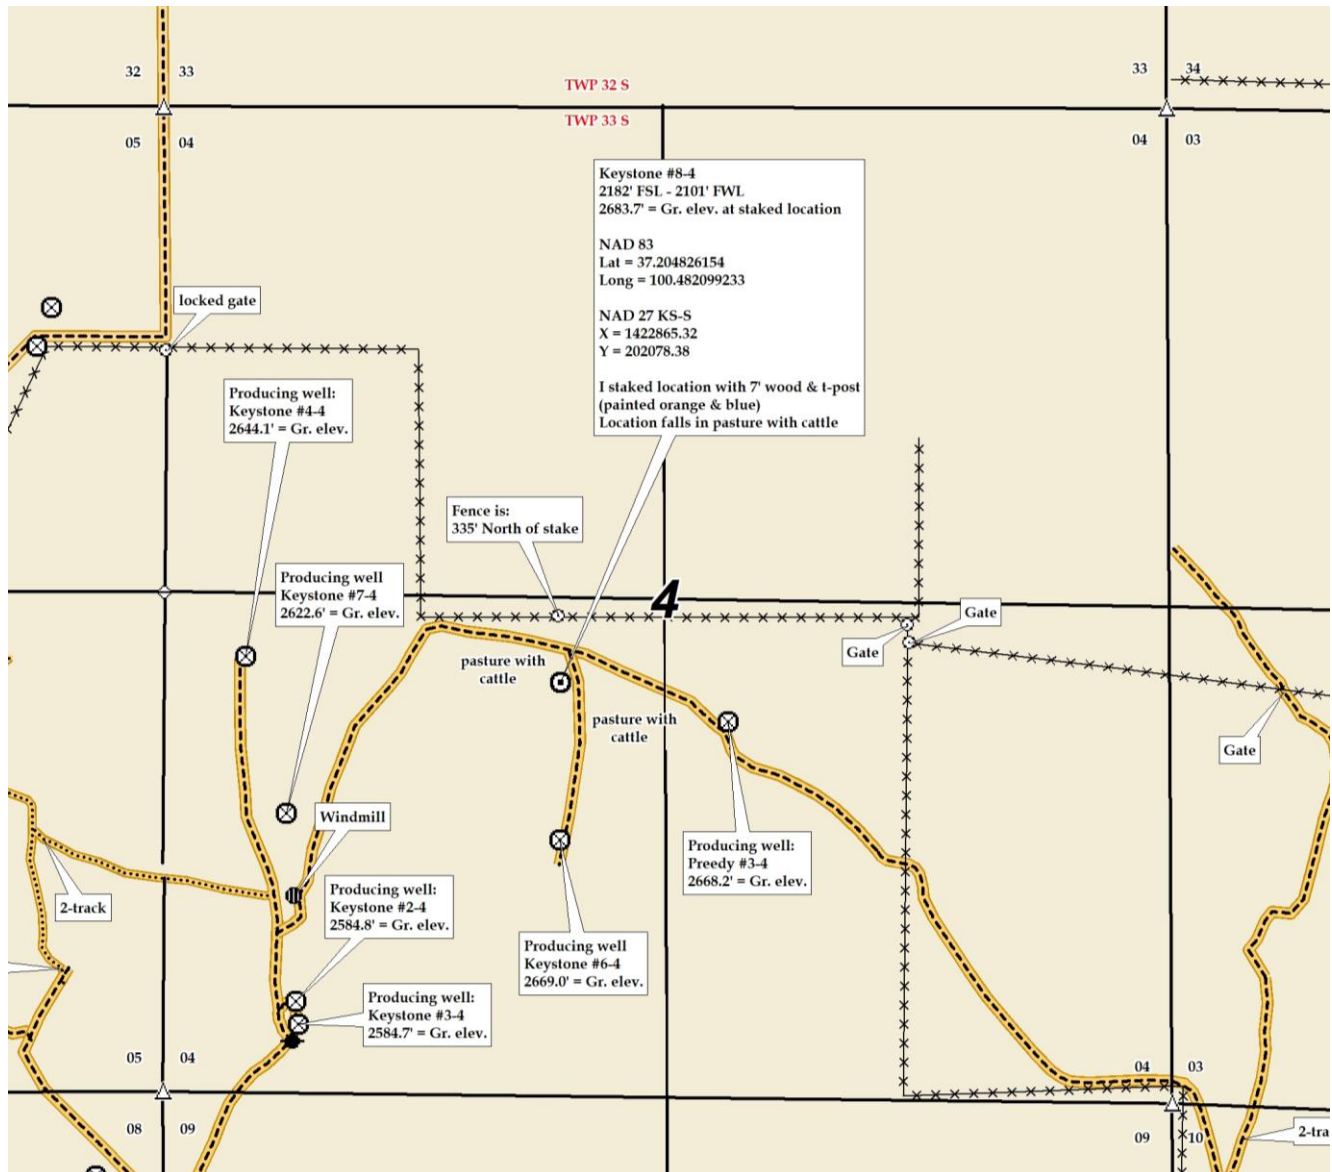 32 33
33 34
TWP 32 S
TWP 33 S
05 04
04 03
Keystone #8-4
2182' FSL - 2101' FWL
2683.7' = Gr. elev. at staked location
NAD 83
Lat = 37.204826154
Long = 100.482099233
NAD 27 KS-S
X = 1422865.32
Y = 202078.38
I staked location with 7' wood & t-post
(painted orange & blue)
Location falls in pasture with cattle
locked gate
Producing well:
Keystone #4-4
2644.1' = Gr. elev.
Fence is:
335' North of stake
Producing well
Keystone #7-4
2622.6' = Gr. elev.
4
Gate
Gate
pasture with
cattle
pasture with
cattle
Gate
Windmill
Producing well:
Preedy #3-4
2668.2' = Gr. elev.
2-track
Producing well:
Keystone #2-4
2584.8' = Gr. elev.
Producing well
Keystone #6-4
2669.0' = Gr. elev.
Producing well:
Keystone #3-4
2584.7' = Gr. elev.
05 04
04 03
08 09
09 10
2-tra